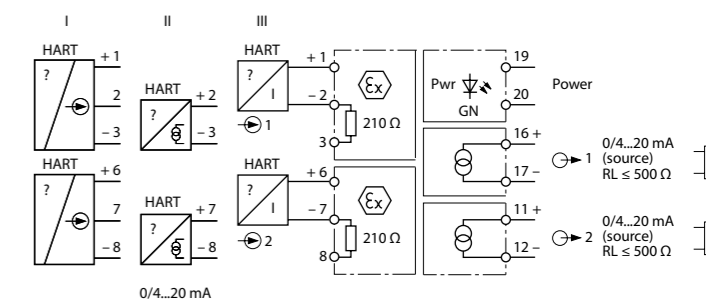 I II III
HART HART
+ 1 + 1 19
? HART ? Ɛx Pwr Power
2 + 2 I – 2 20
? GN
– 3 – 3 1 210 Ω 16 +
3 0/4...20 mA
1 (source)
HART HART 17 – RL ≤ 500 Ω
+ 6 + 6
? HART ? Ɛx 11 +
7 + 7 I – 7 0/4...20 mA
? 2 (source)
– 8 – 8 2 210 Ω 12 – RL ≤ 500 Ω
8
0/4...20 mA